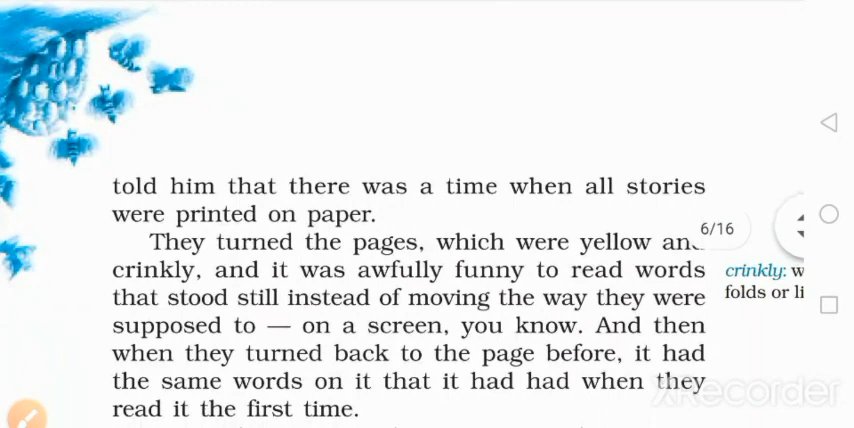 told him that there was a time when all stories
were printed on paper.
They turned the pages, which were yellow
6/16
crinkly, and it was awfully funny to read words
crinkly:
that stood still instead of moving the way they were
folds or
supposed to — on a screen, you know. And then
when they turned back to the page before, it had
the same words on it that it had had when they
XRecorder
read it the first time.